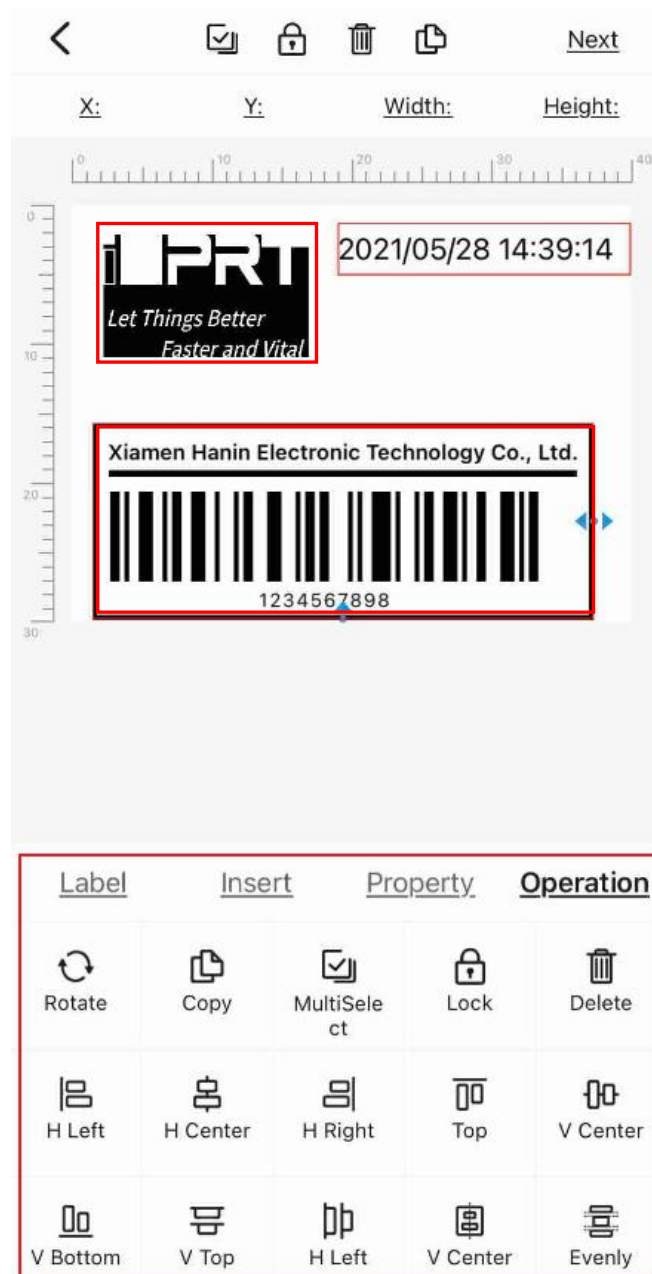 Next
X: Y: Width: Height:
0 10 20 30 40
0
PRT
2021/05/28 14:39:14
Let Things Better
Faster and Vital
10
Xiamen Hanin Electronic Technology Co., Ltd.
20
1234567898
30
Label Insert Property Operation
Rotate Copy MultiSele Lock Delete
ct
H Left H Center H Right Top V Center
V Bottom V Top H Left V Center Evenly